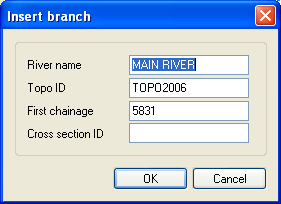 Insert branch
River name MAIN RIVER
Topo ID TOPO2006
First chainage 5831
Cross section ID
OK Cancel